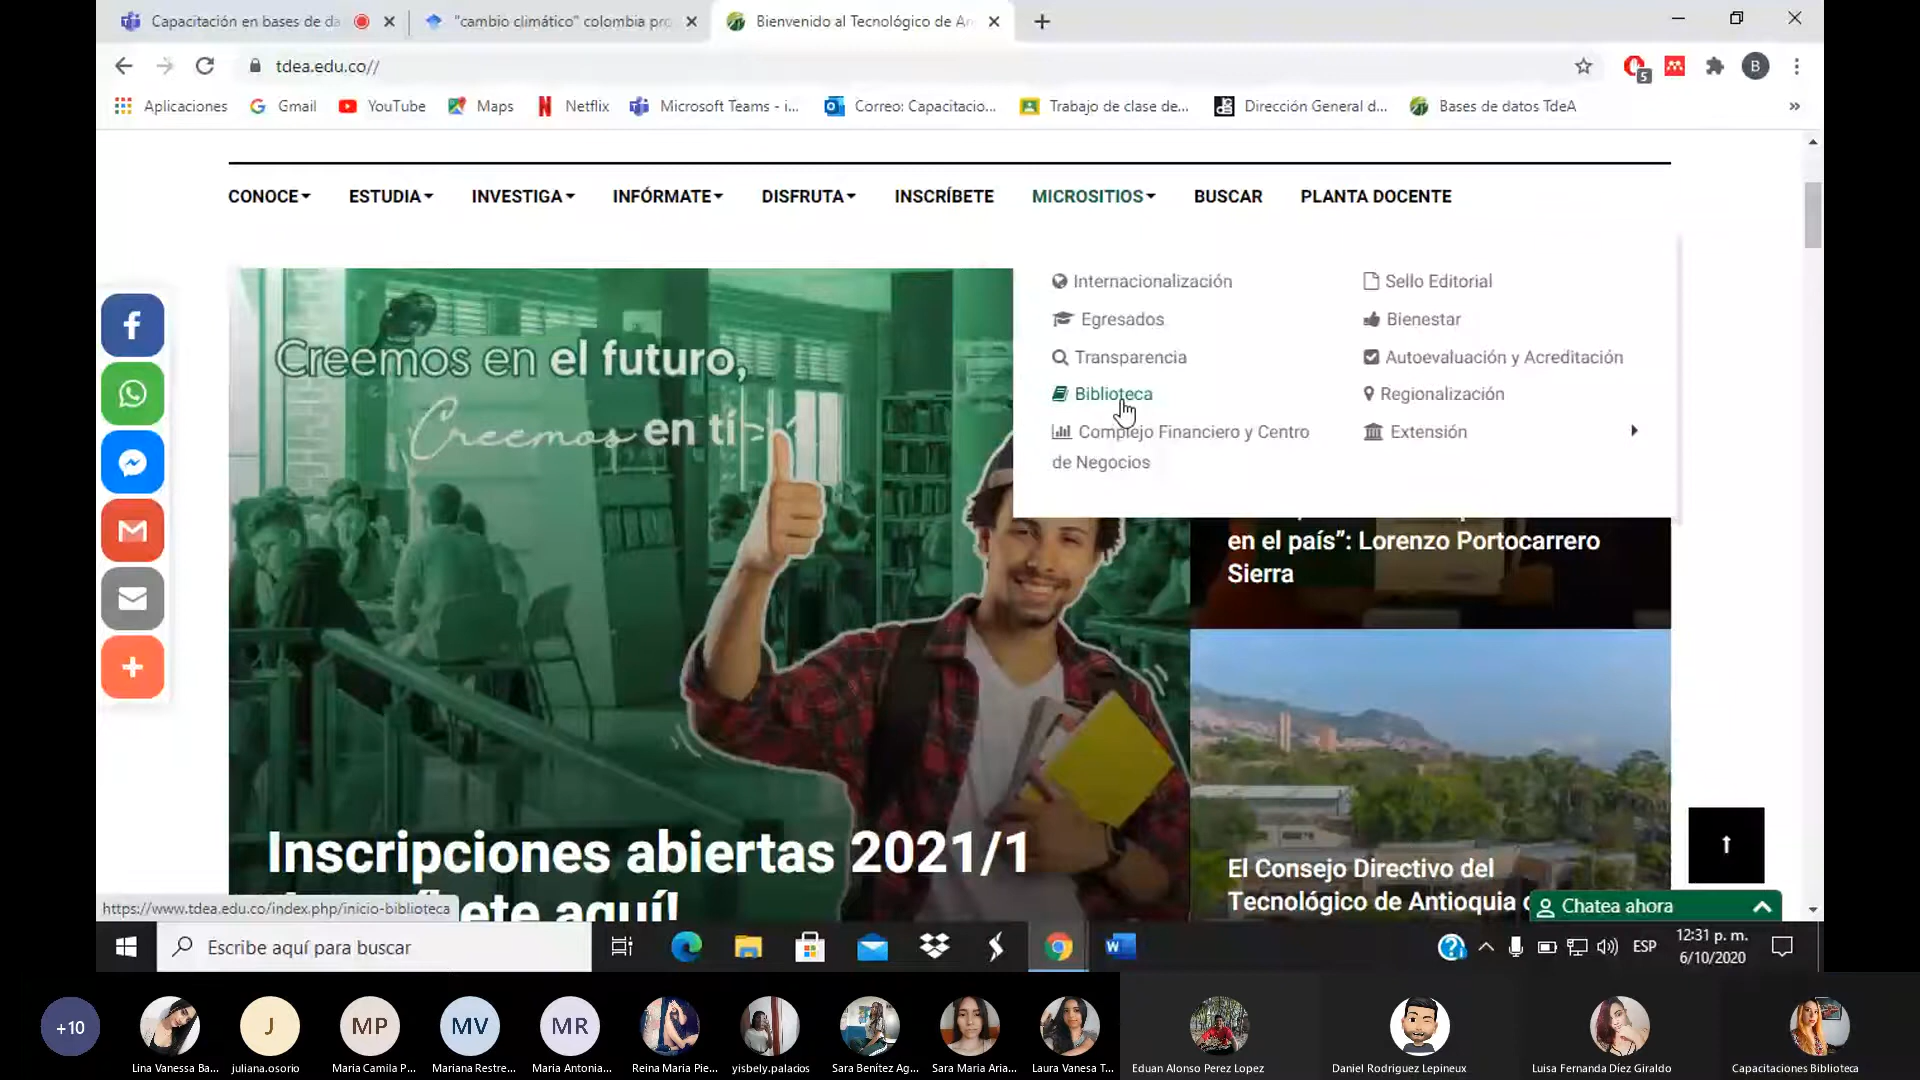 Capacitación en bases de da
"cambio climático" colombia pro
Bienvenido al Tecnológico de An
tdea.edu.co//
5
B
Aplicaciones
Gmail
YouTube
Maps
Netflix
Microsoft Teams - i...
Correo: Capacitacio...
Trabajo de clase de...
Dirección General d...
Bases de datos TdeA
»
CONOCE
ESTUDIA
INVESTIGA
INFÓRMATE
DISFRUTA
INSCRÍBETE
MICROSITIOS
BUSCAR
PLANTA DOCENTE
Internacionalización
Sello Editorial
Egresados
Bienestar
Transparencia
Autoevaluación y Acreditación
Biblioteca
Regionalización
Complejo Financiero y Centro
de Negocios
Extensión
Creemos en el futuro,
Creemos en tí
en el país”: Lorenzo Portocarrero
Sierra
Inscripciones abiertas 2021/1
aquí!
El Consejo Directivo del
Tecnológico de Antioquia
Chatea ahora
https://www.tdea.edu.co/index.php/inicio-biblioteca
Escribe aquí para buscar
ESP
12:31 p. m.
6/10/2020
+10
J
MP
MV
MR
Lina Vanessa Ba...
juliana.osorio
Maria Camila P...
Mariana Restre...
Maria Antonia...
Reina Maria Pie...
yisbely.palacios
Sara Benítez Ag...
Sara Maria Aria...
Laura Vanesa T...
Eduan Alonso Perez Lopez
Daniel Rodriguez Lepineux
Luisa Fernanda Díez Giraldo
Capacitaciones Biblioteca